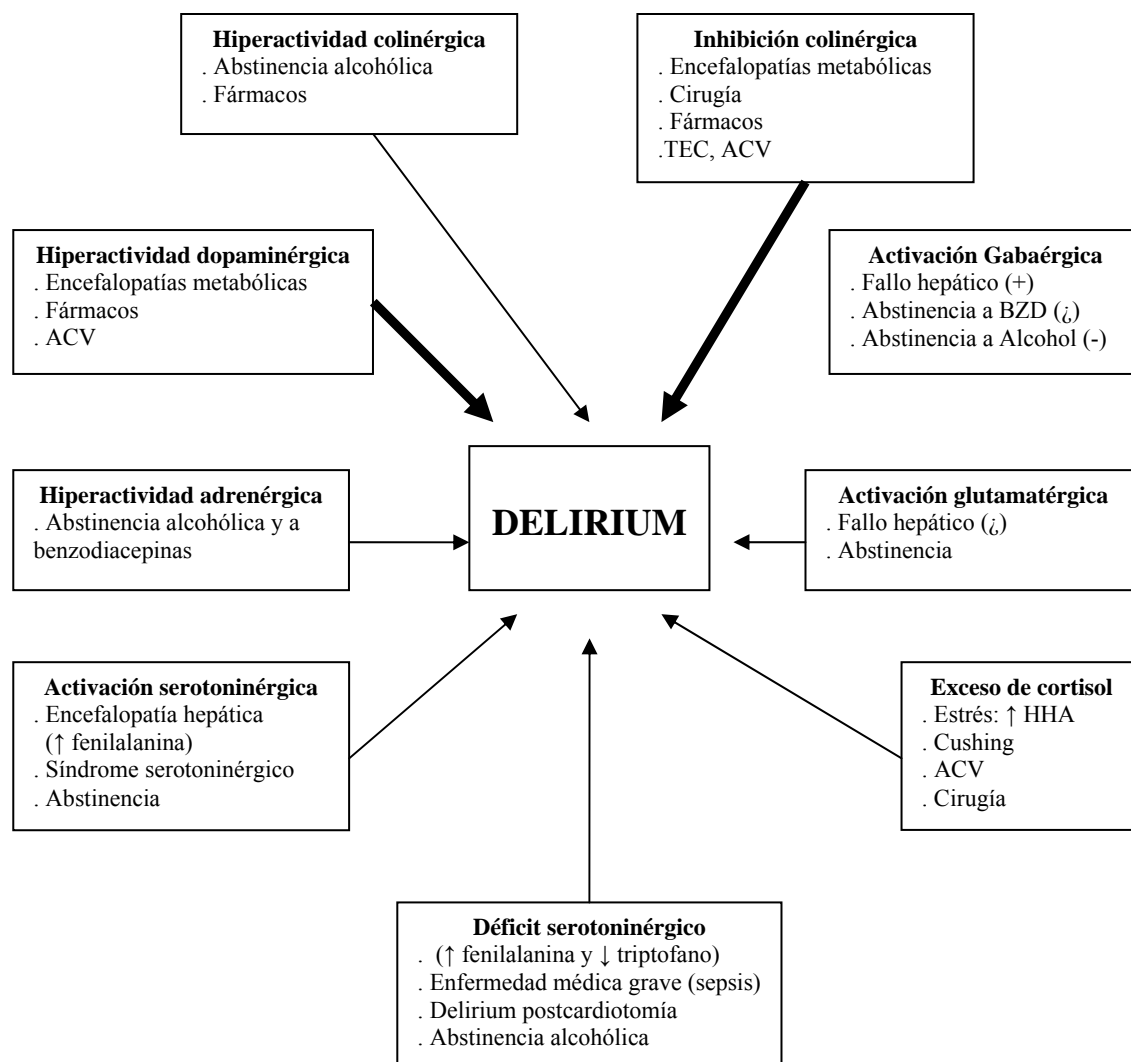 Hiperactividad colinérgica
. Abstinencia alcohólica
. Fármacos
Inhibición colinérgica
. Encefalopatías metabólicas
. Cirugía
. Fármacos
.TEC, ACV
Hiperactividad dopaminérgica
. Encefalopatías metabólicas
. Fármacos
. ACV
Activación Gabaérgica
. Fallo hepático (+)
. Abstinencia a BZD (¿)
. Abstinencia a Alcohol (-)
Hiperactividad adrenérgica
. Abstinencia alcohólica y a
benzodiacepinas
DELIRIUM
Activación glutamatérgica
. Fallo hepático (¿)
. Abstinencia
Activación serotoninérgica
. Encefalopatía hepática
(↑ fenilalanina)
. Síndrome serotoninérgico
. Abstinencia
Exceso de cortisol
. Estrés: ↑ HHA
. Cushing
. ACV
. Cirugía
Déficit serotoninérgico
. (↑ fenilalanina y ↓ triptofano)
. Enfermedad médica grave (sepsis)
. Delirium postcardiotomía
. Abstinencia alcohólica